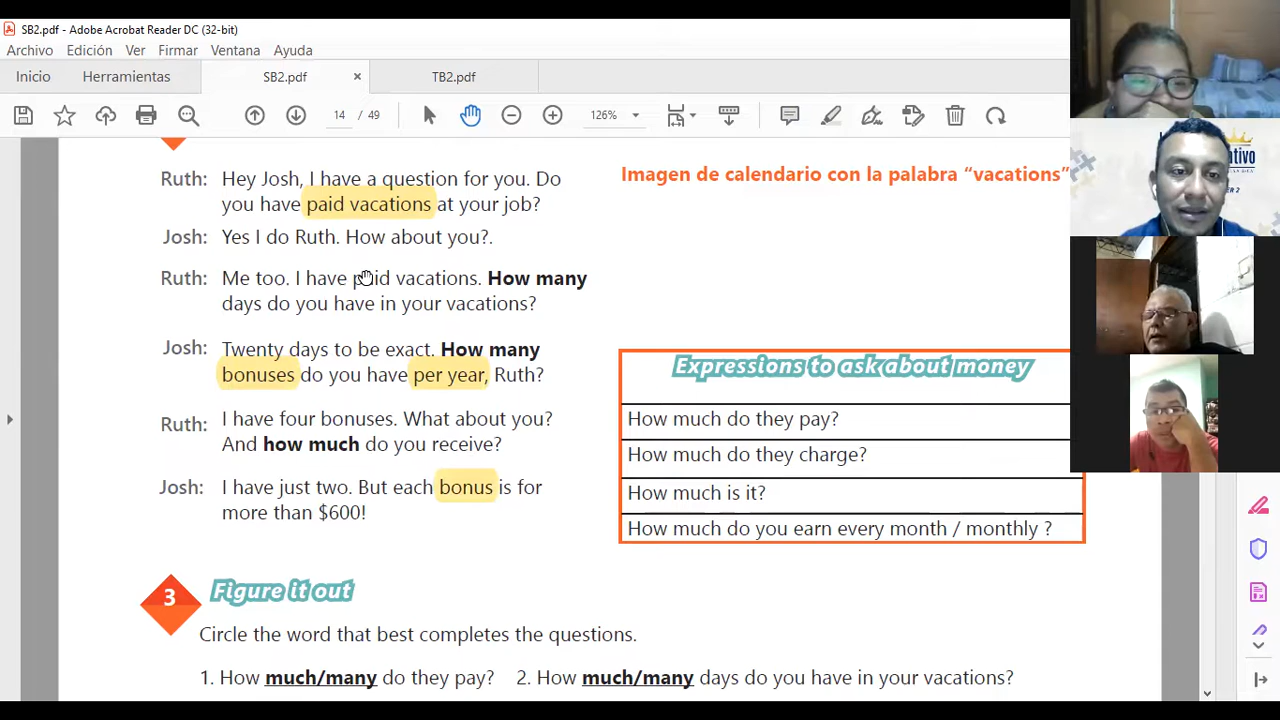 SB2.pdf - Adobe Acrobat Reader DC (32-bit)
Archivo Edición Ver Firmar Ventana Ayuda
Inicio Herramientas SB2.pdf × TB2.pdf
14 / 49 126%
Ruth: Hey Josh, I have a question for you. Do
you have paid vacations at your job?
Josh: Yes I do Ruth. How about you?.
Ruth: Me too. I have paid vacations. How many
days do you have in your vacations?
Josh: Twenty days to be exact. How many
bonuses do you have per year, Ruth?
Ruth: I have four bonuses. What about you?
And how much do you receive?
Josh: I have just two. But each bonus is for
more than $600!
Imagen de calendario con la palabra “vacations”
Expressions to ask about money
How much do they pay?
How much do they charge?
How much is it?
How much do you earn every month / monthly ?
3 Figure it out
Circle the word that best completes the questions.
1. How much/many do they pay? 2. How much/many days do you have in your vacations?